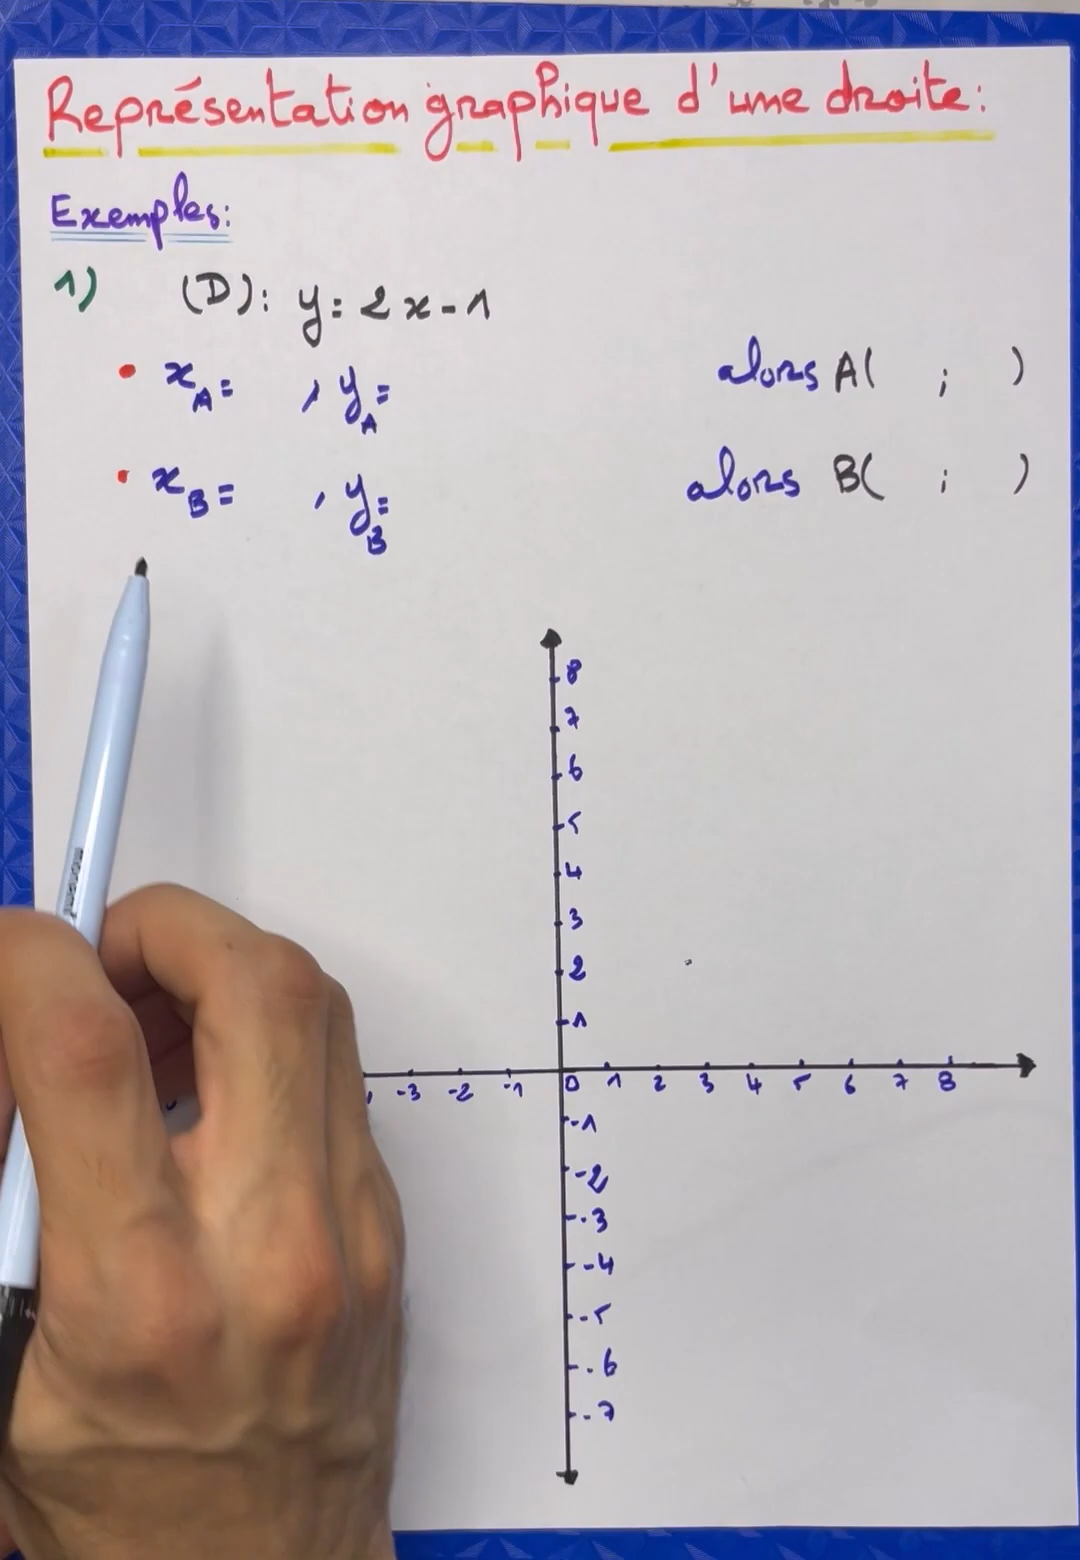 Représentation graphique d'une droite:
Exemples:
1) (D): y=2x-1
• x_A= , y_A= alors A( ; )
• x_B= , y_B= alors B( ; )
8
7
6
5
4
3
2
1
-3 -2 -1 0 1 2 3 4 5 6 7 8
-1
-2
-3
-4
-5
-6
-7